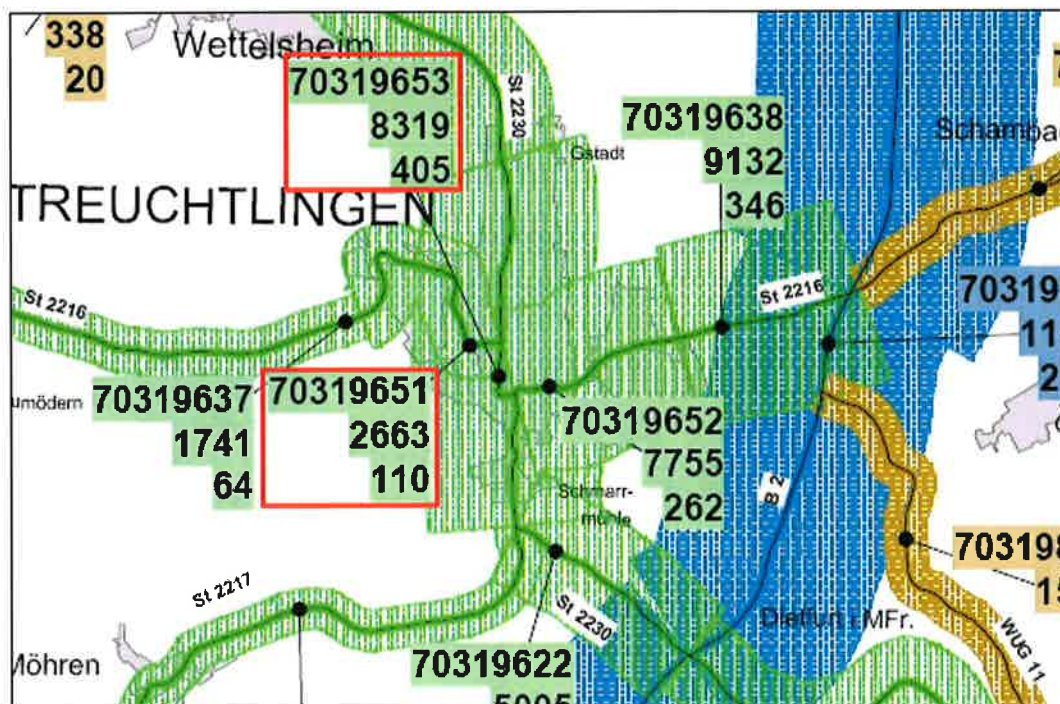 338
20
Wettelsheim
70319653
8319
405
St 2230
70319638
9132
346
Gstadt
TREUCHTLINGEN
St 2216
St 2216
70319
11
2
70319637
1741
64
70319651
2663
110
70319652
7755
262
B 2
Schmarr-
mühle
70319
15
St 2217
St 2230
Dietfurt i.MFr.
WUG 11
Möhren
70319622
5005